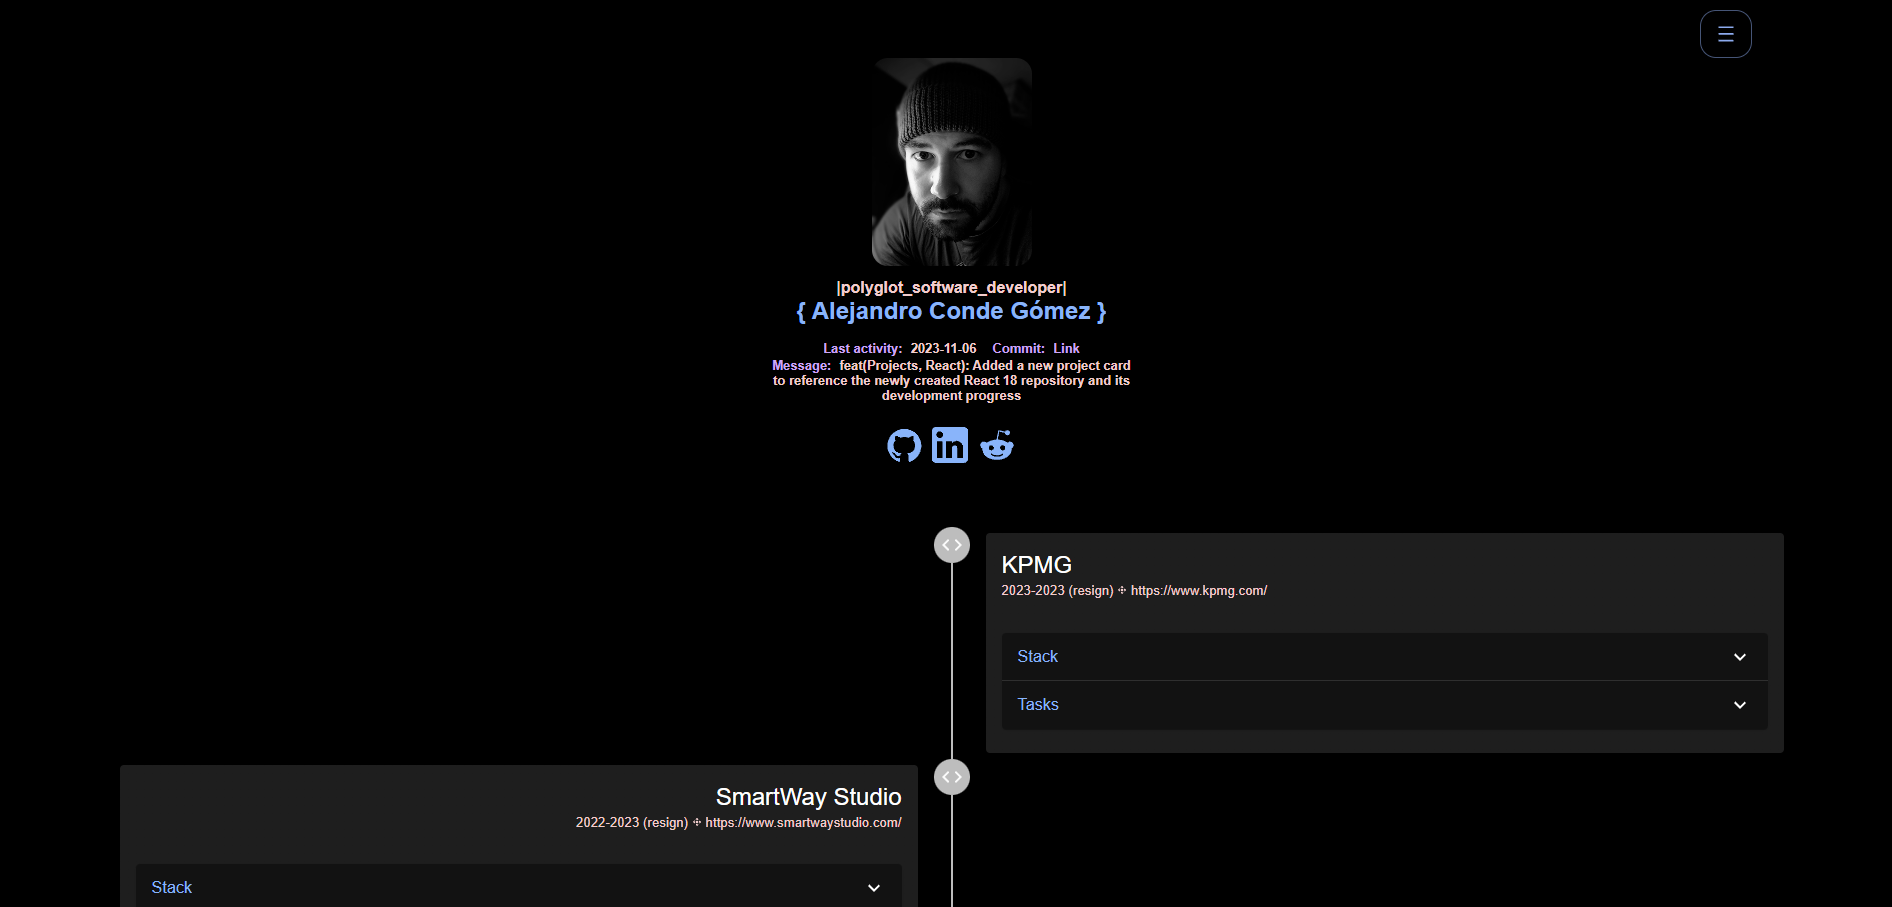 |polyglot_software_developer|
{ Alejandro Conde Gómez }
Last activity: 2023-11-06 Commit: Link
Message: feat(Projects, React): Added a new project card
to reference the newly created React 18 repository and its
development progress
in
KPMG
2023-2023 (resign) ༓ https://www.kpmg.com/
Stack
Tasks
SmartWay Studio
2022-2023 (resign) ༓ https://www.smartwaystudio.com/
Stack